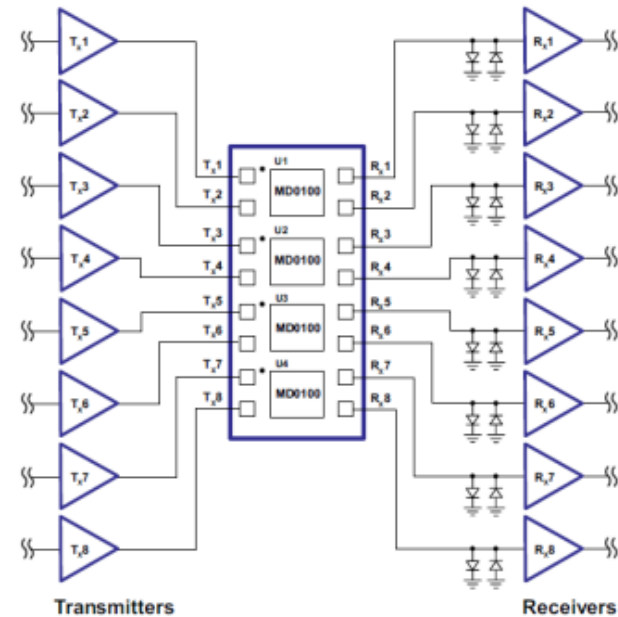 Tx1
Rx1
Tx2
Rx2
Tx3
Rx3
Tx4
Rx4
Tx5
Rx5
Tx6
Rx6
Tx7
Rx7
Tx8
Rx8
Tx1
Tx2
Tx3
Tx4
Tx5
Tx6
Tx7
Tx8
U1
MD0100
U2
MD0100
U3
MD0100
U4
MD0100
Rx1
Rx2
Rx3
Rx4
Rx5
Rx6
Rx7
Rx8
Transmitters
Receivers